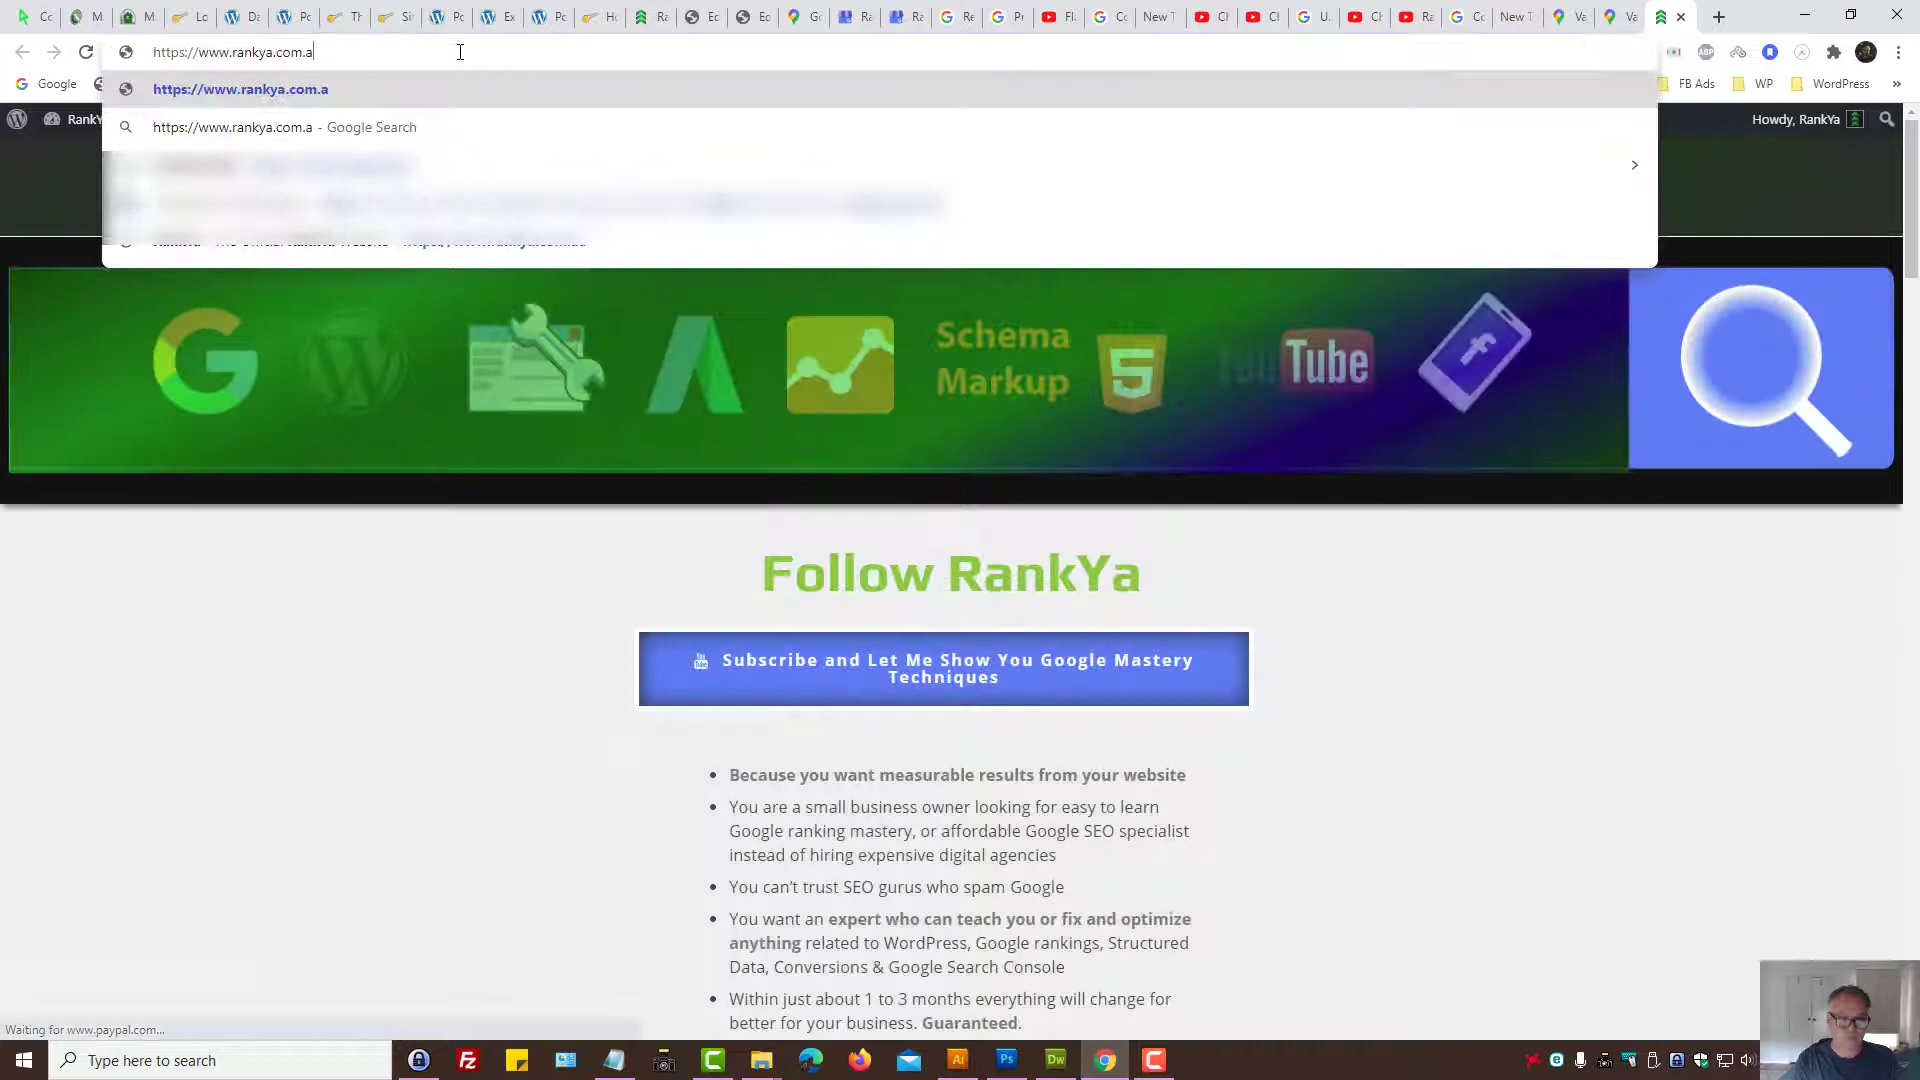 https://www.rankya.com.a
https://www.rankya.com.a
https://www.rankya.com.a - Google Search
Google
FB Ads
WP
WordPress
»
Howdy, RankYa
Schema
Markup
Tube
Follow RankYa
Subscribe and Let Me Show You Google Mastery
Techniques
• Because you want measurable results from your website
• You are a small business owner looking for easy to learn
Google ranking mastery, or affordable Google SEO specialist
instead of hiring expensive digital agencies
• You can't trust SEO gurus who spam Google
• You want an expert who can teach you or fix and optimize
anything related to WordPress, Google rankings, Structured
Data, Conversions & Google Search Console
• Within just about 1 to 3 months everything will change for
better for your business. Guaranteed.
Waiting for www.paypal.com...
Type here to search